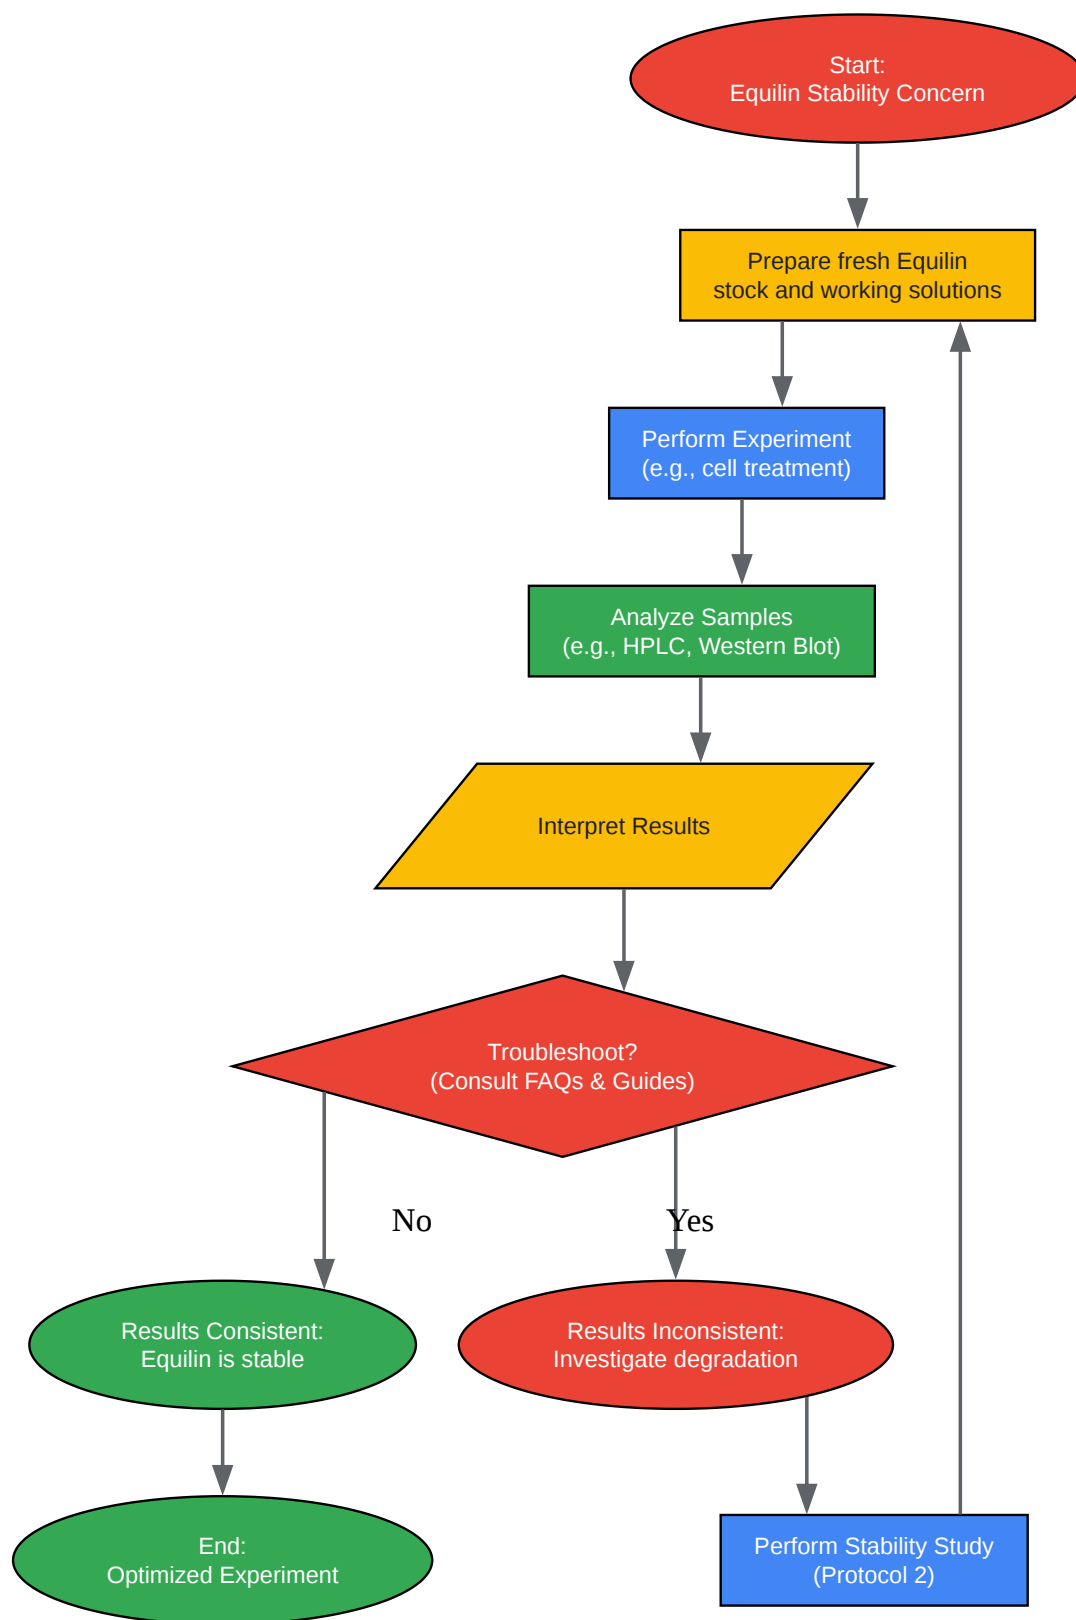 Start:
Equilin Stability Concern
Prepare fresh Equilin
stock and working solutions
Perform Experiment
(e.g., cell treatment)
Analyze Samples
(e.g., HPLC, Western Blot)
Interpret Results
Troubleshoot?
(Consult FAQs & Guides)
No
Yes
Results Consistent:
Equilin is stable
Results Inconsistent:
Investigate degradation
End:
Optimized Experiment
Perform Stability Study
(Protocol 2)